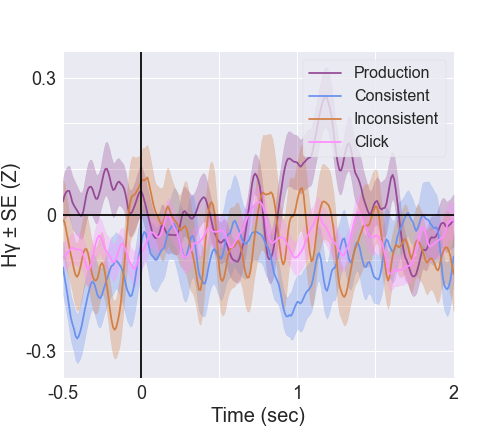 Production
Consistent
Inconsistent
Click
0.3
0
-0.3
Hγ ± SE (Z)
-0.5
0
1
2
Time (sec)